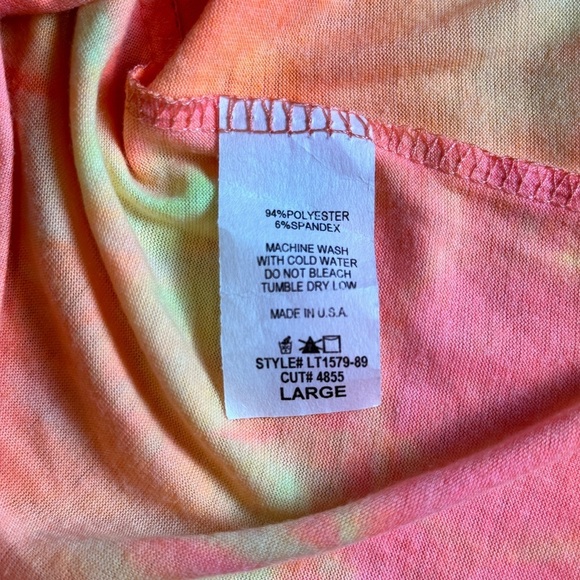 94%POLYESTER
6%SPANDEX
MACHINE WASH
WITH COLD WATER
DO NOT BLEACH
TUMBLE DRY LOW
MADE IN U.S.A.
STYLE# LT1579-89
CUT# 4855
LARGE